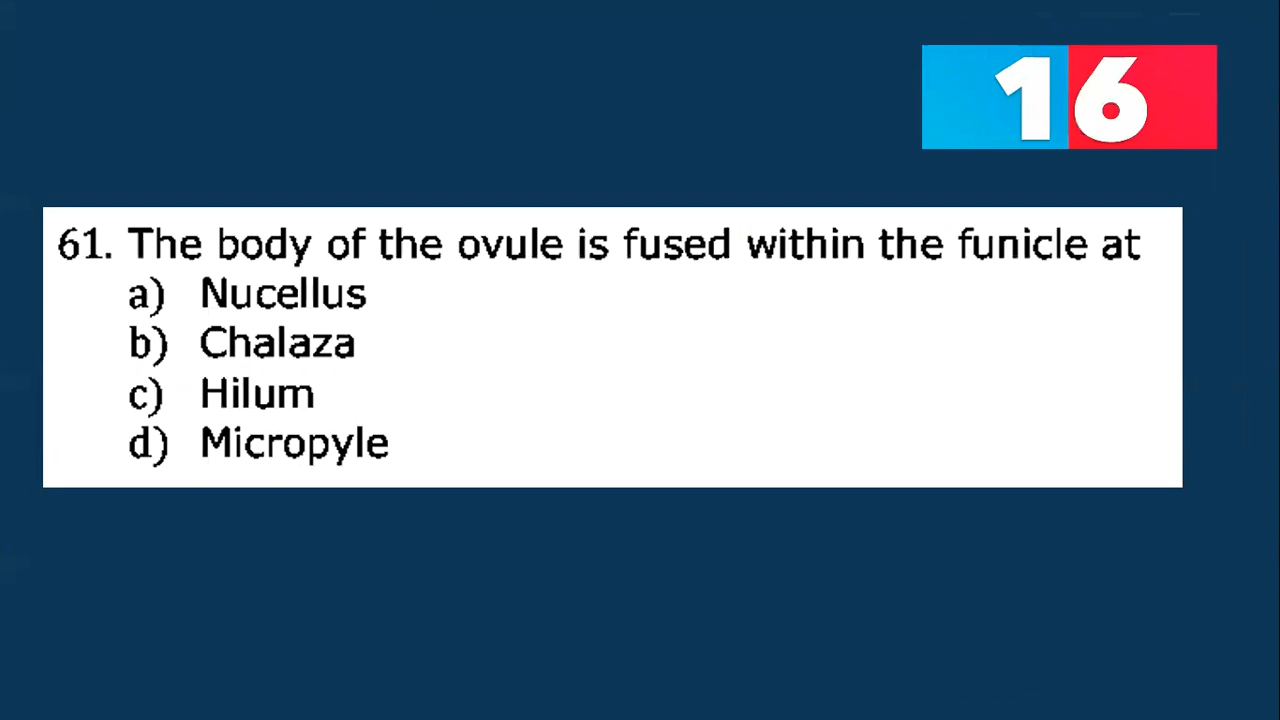 16
61. The body of the ovule is fused within the funicle at
a) Nucellus
b) Chalaza
c) Hilum
d) Micropyle